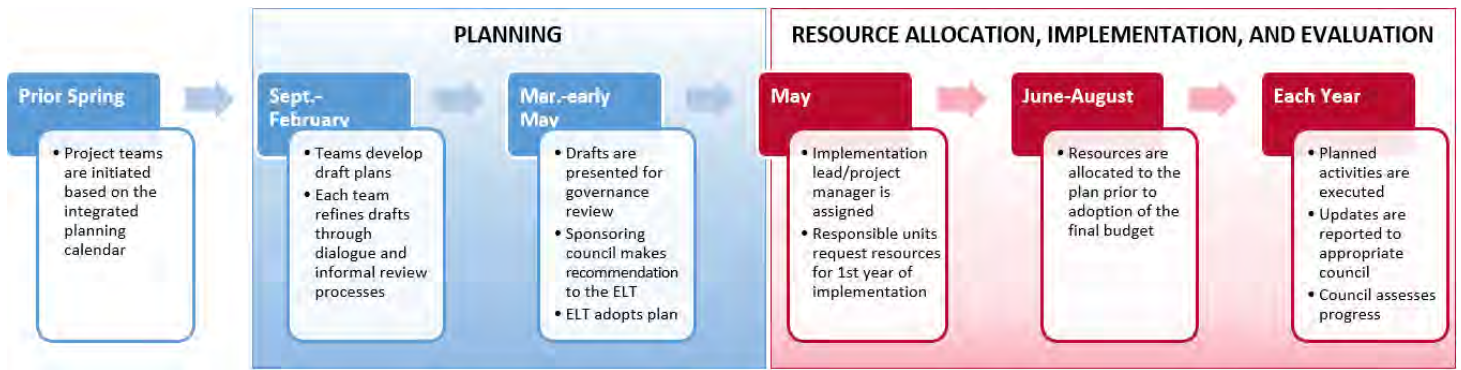 PLANNING
RESOURCE ALLOCATION, IMPLEMENTATION, AND EVALUATION
Prior Spring
• Project teams
are initiated
based on the
integrated
planning
calendar
Sept.-
February
• Teams develop
draft plans
• Each team
refines drafts
through
dialogue and
informal review
processes
Mar.-early
May
• Drafts are
presented for
governance
review
• Sponsoring
council makes
recommendation
to the ELT
• ELT adopts plan
May
• Implementation
lead/project
manager is
assigned
• Responsible units
request resources
for 1st year of
implementation
June-August
• Resources are
allocated to the
plan prior to
adoption of the
final budget
Each Year
• Planned
activities are
executed
• Updates are
reported to
appropriate
council
• Council assesses
progress